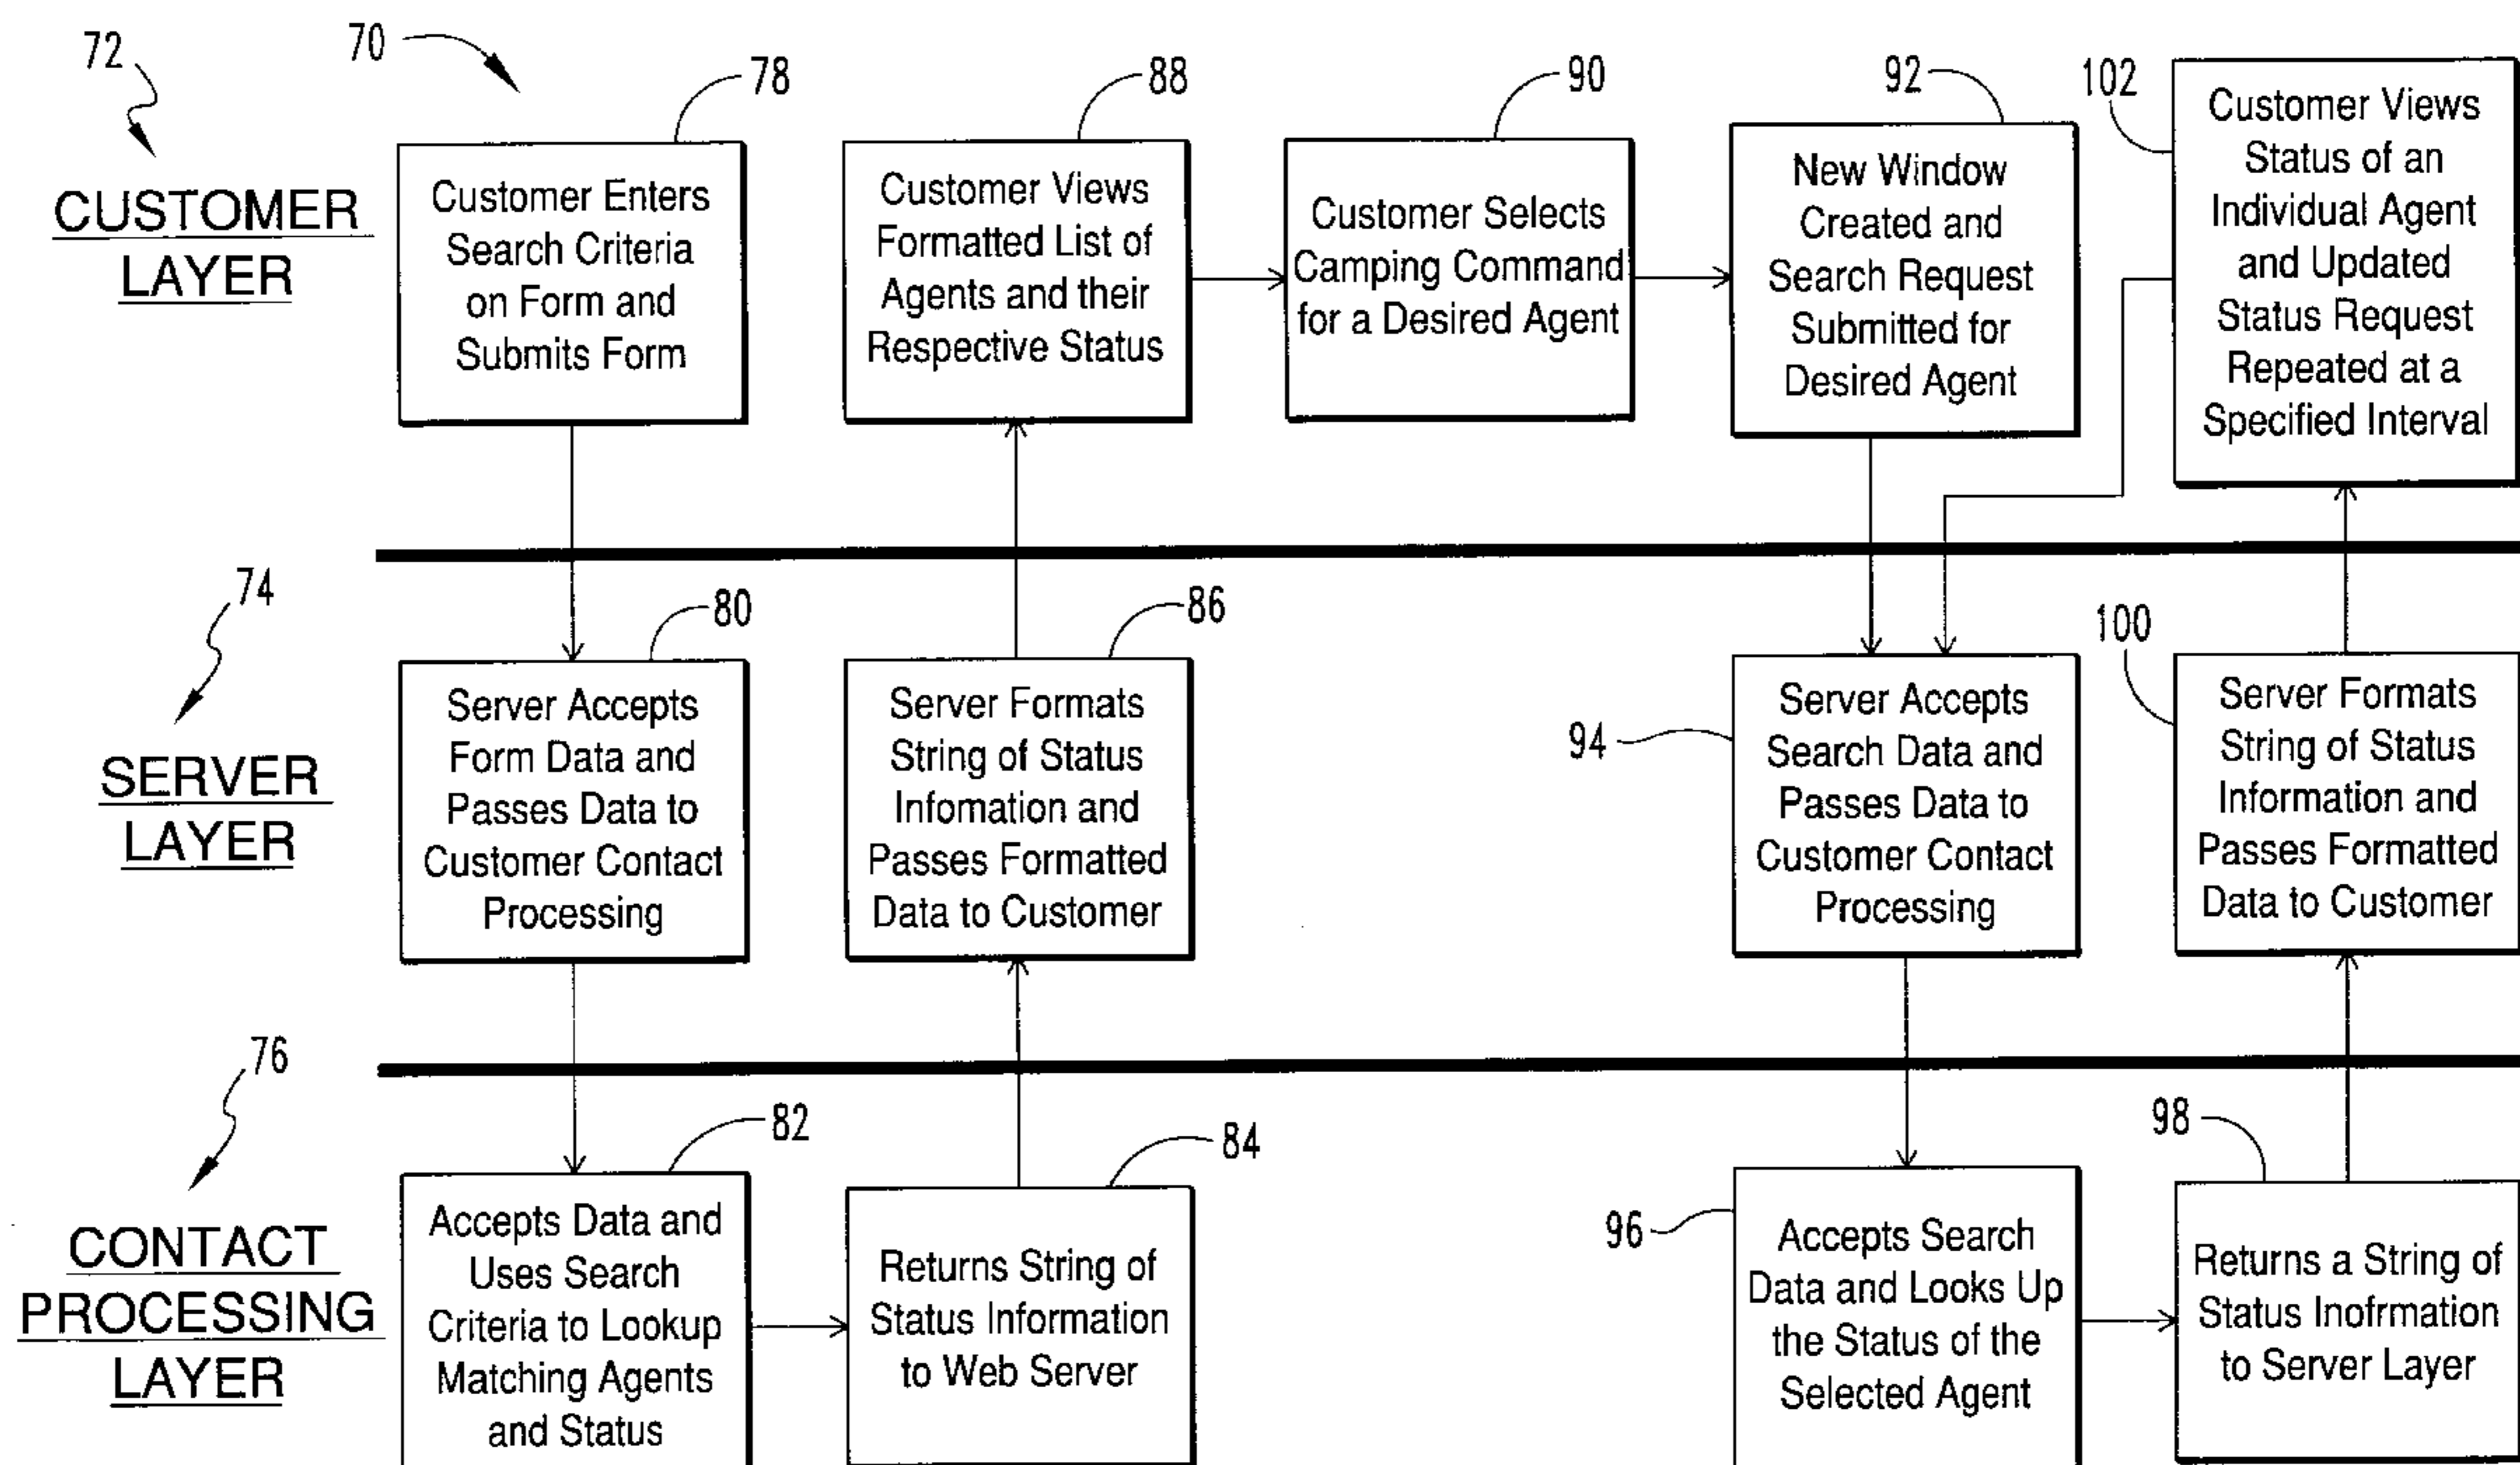 72
70
78
88
90
92
102
CUSTOMER
LAYER
Customer Enters
Search Criteria
on Form and
Submits Form
Customer Views
Formatted List of
Agents and their
Respective Status
Customer Selects
Camping Command
for a Desired Agent
New Window
Created and
Search Request
Submitted for
Desired Agent
Customer Views
Status of an
Individual Agent
and Updated
Status Request
Repeated at a
Specified Interval
74
80
86
94
100
SERVER
LAYER
Server Accepts
Form Data and
Passes Data to
Customer Contact
Processing
Server Formats
String of Status
Infomation and
Passes Formatted
Data to Customer
Server Accepts
Search Data and
Passes Data to
Customer Contact
Processing
Server Formats
String of Status
Information and
Passes Formatted
Data to Customer
76
82
84
96
98
CONTACT
PROCESSING
LAYER
Accepts Data and
Uses Search
Criteria to Lookup
Matching Agents
and Status
Returns String of
Status Information
to Web Server
Accepts Search
Data and Looks Up
the Status of the
Selected Agent
Returns a String of
Status Inofrmation
to Server Layer